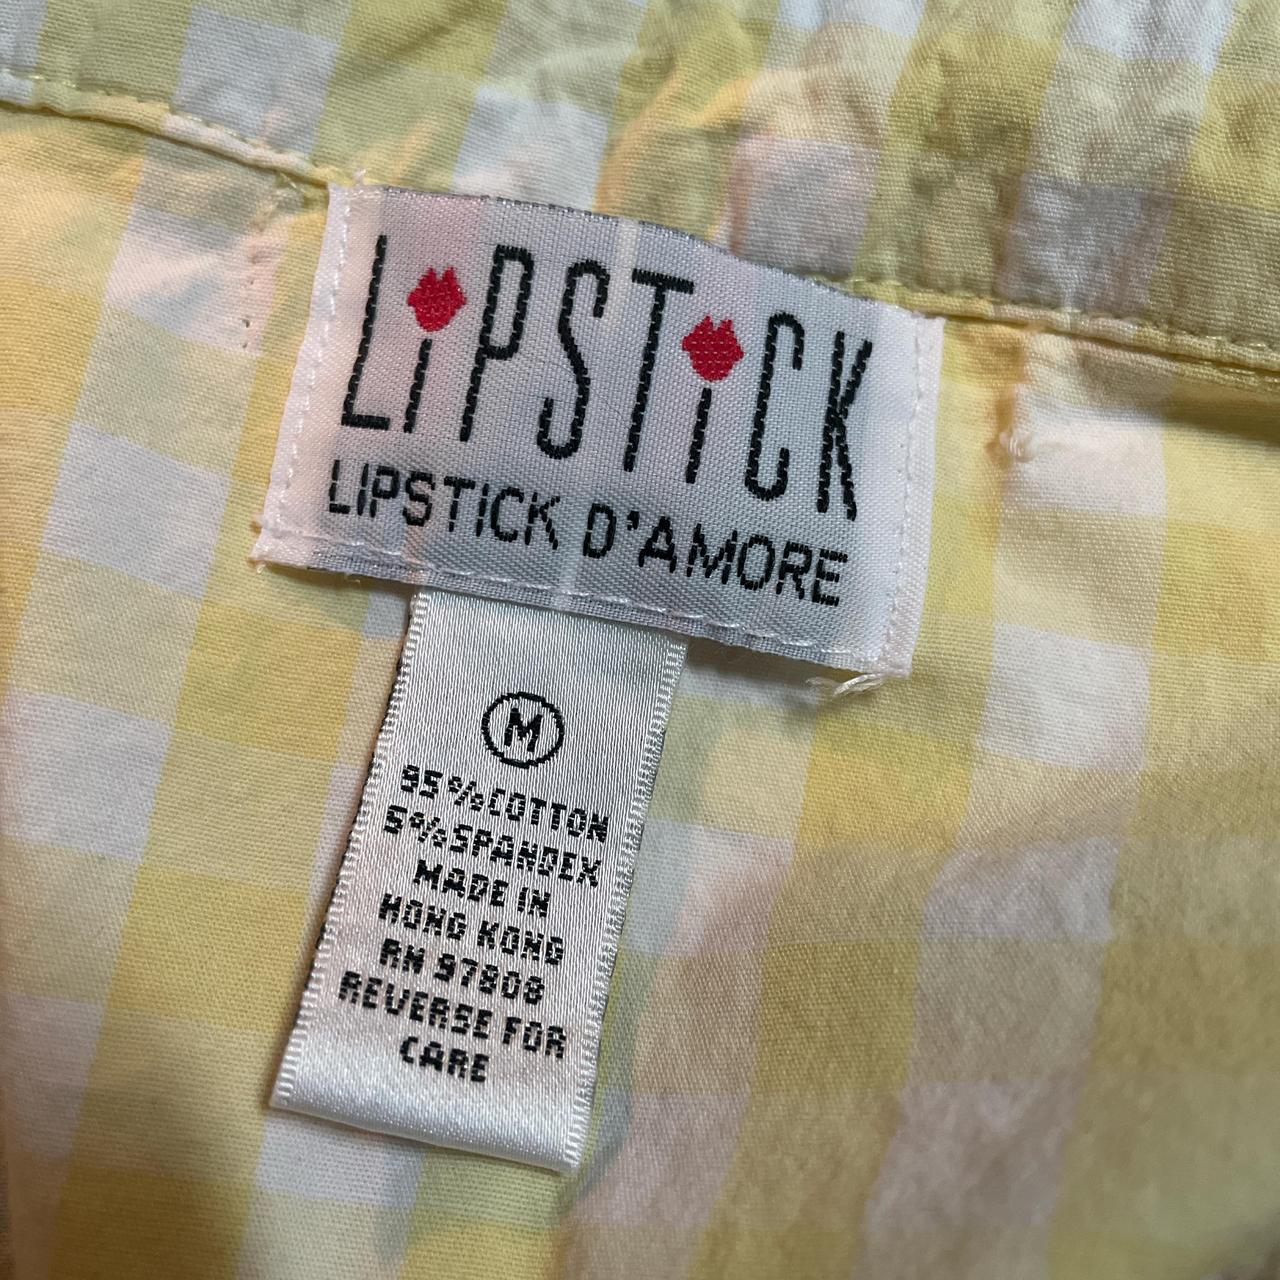 LiPSTiCK
LIPSTICK D'AMORE
M
95%COTTON
5%SPANDEX
MADE IN
HONG KONG
RN 97808
REVERSE FOR
CARE